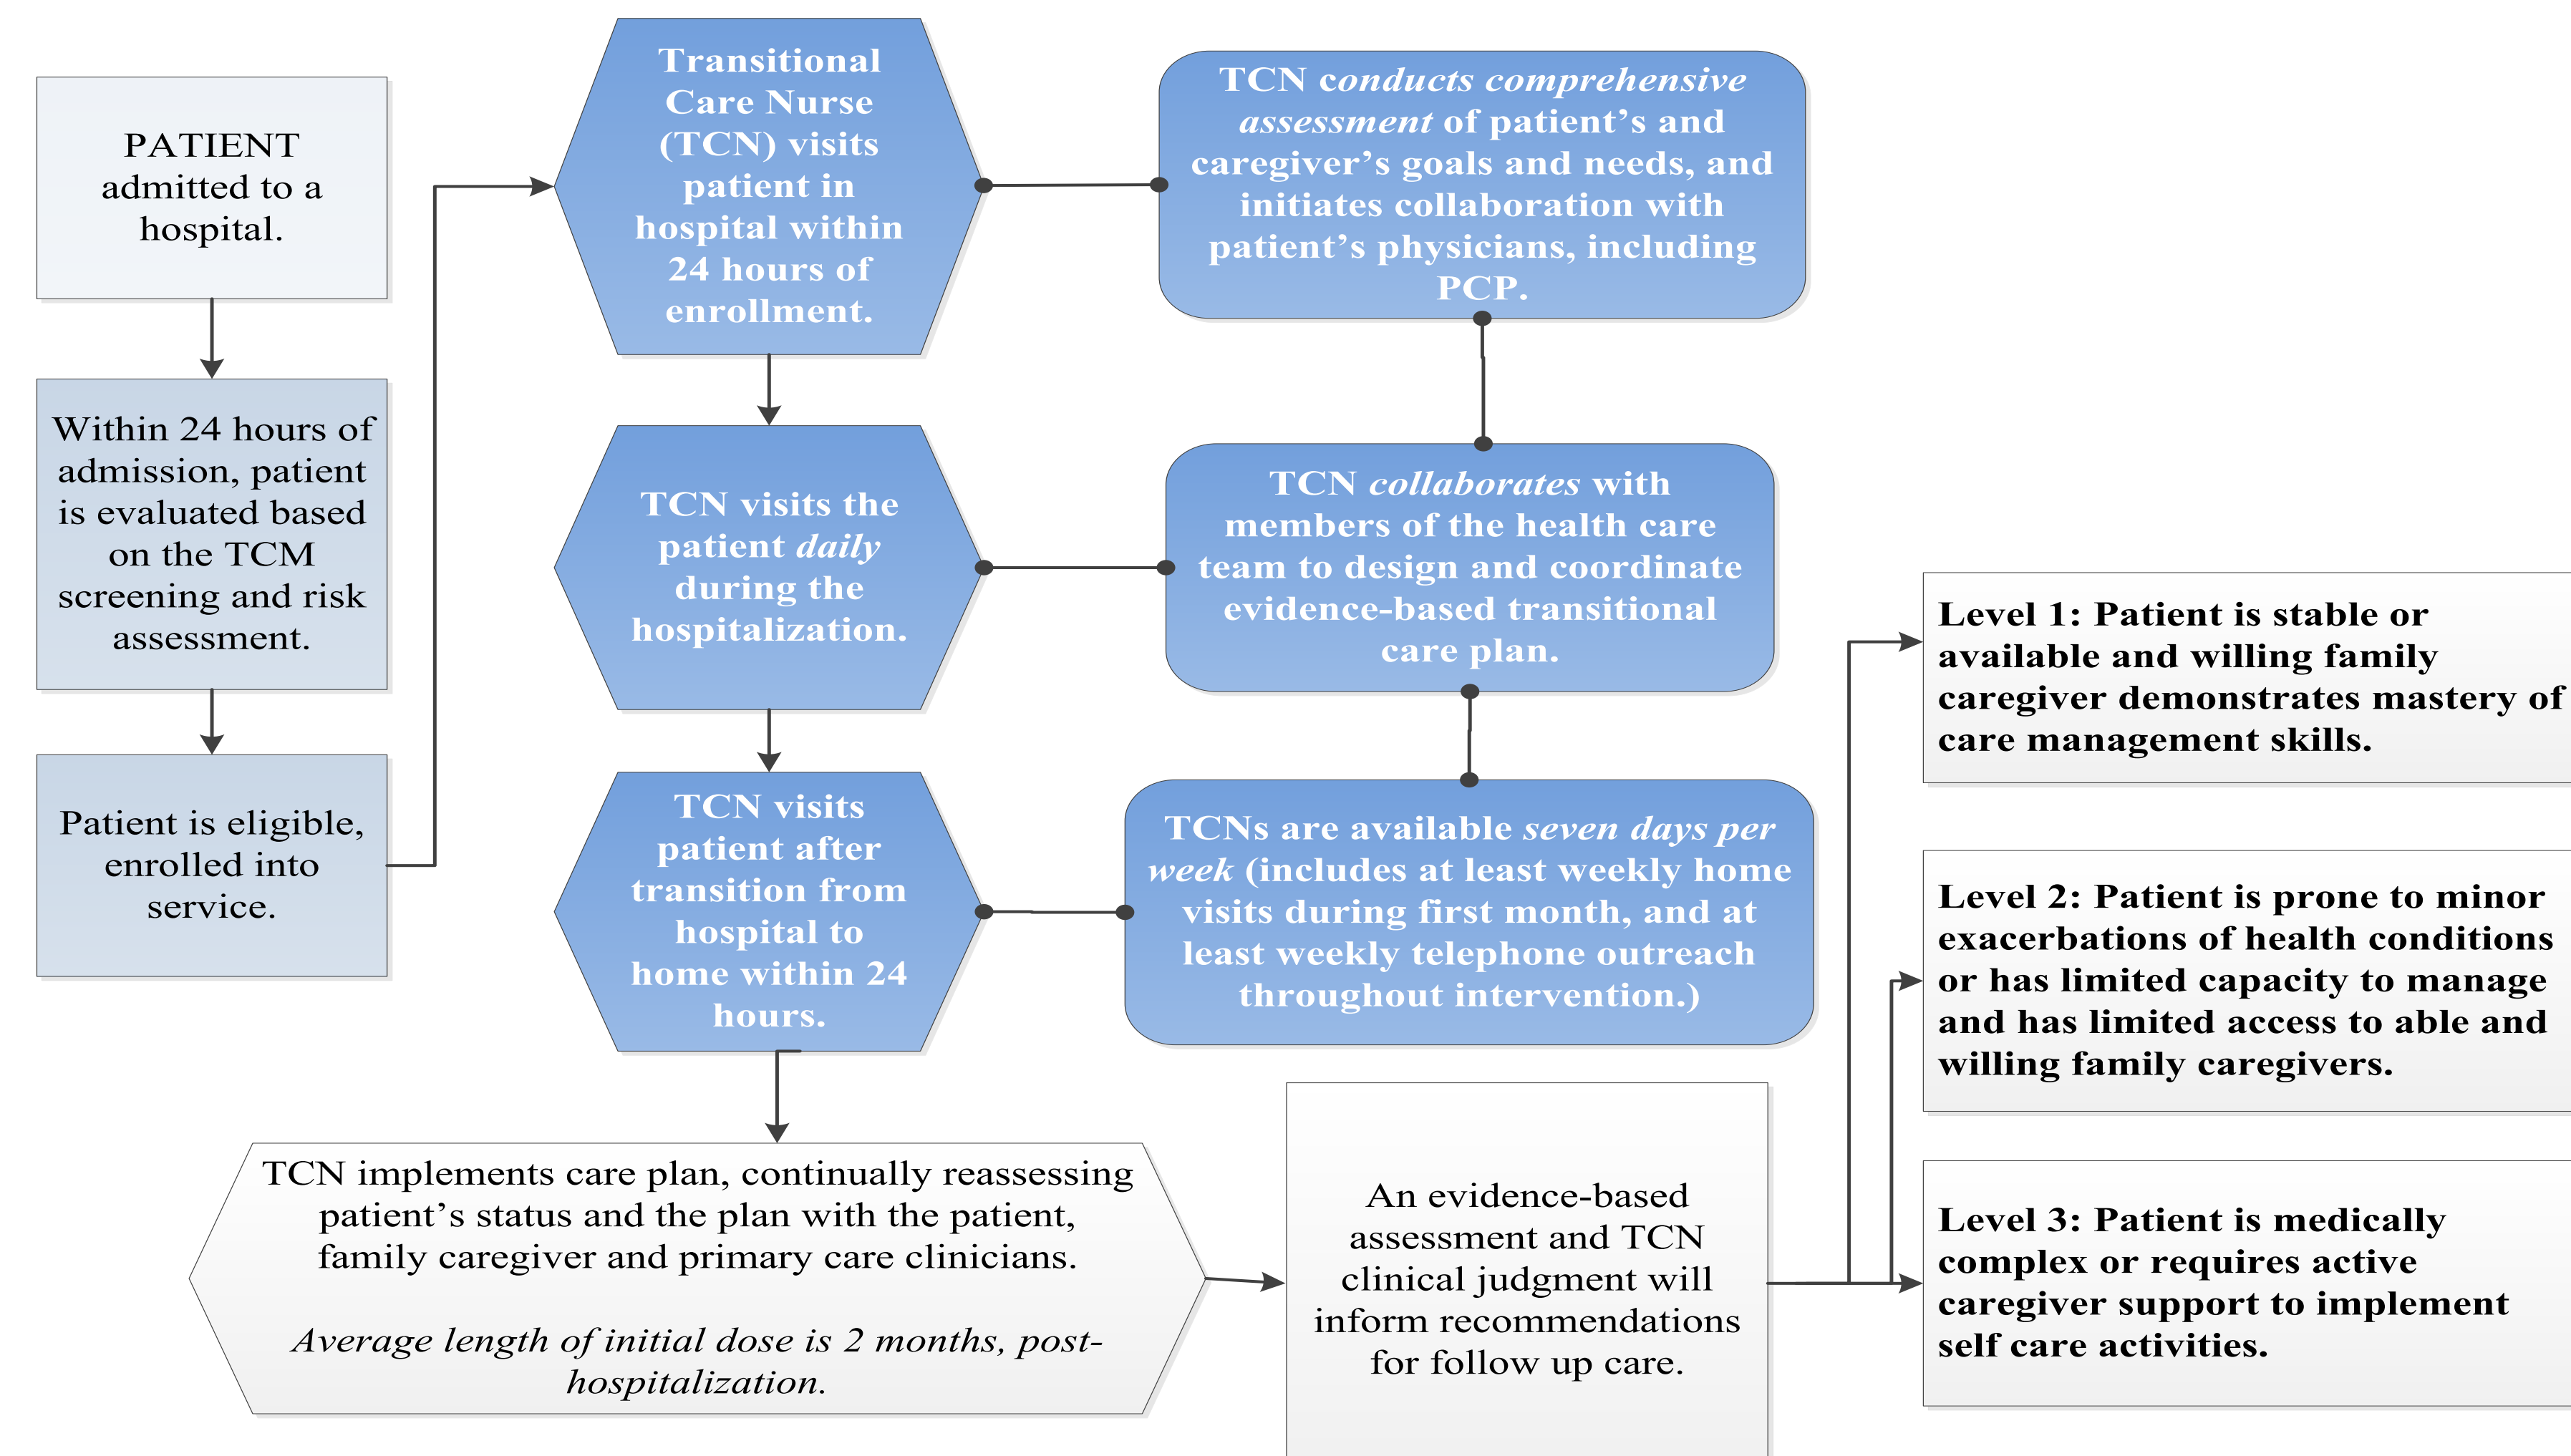 PATIENT
admitted to a
hospital.
Within 24 hours of
admission, patient
is evaluated based
on the TCM
screening and risk
assessment.
Patient is eligible,
enrolled into
service.
Transitional
Care Nurse
(TCN) visits
patient in
hospital within
24 hours of
enrollment.
TCN conducts comprehensive
assessment of patient’s and
caregiver’s goals and needs, and
initiates collaboration with
patient’s physicians, including
PCP.
TCN visits the
patient daily
during the
hospitalization.
TCN collaborates with
members of the health care
team to design and coordinate
evidence-based transitional
care plan.
TCN visits
patient after
transition from
hospital to
home within 24
hours.
TCNs are available seven days per
week (includes at least weekly home
visits during first month, and at
least weekly telephone outreach
throughout intervention.)
TCN implements care plan, continually reassessing
patient’s status and the plan with the patient,
family caregiver and primary care clinicians.
Average length of initial dose is 2 months, post-
hospitalization.
An evidence-based
assessment and TCN
clinical judgment will
inform recommendations
for follow up care.
Level 1: Patient is stable or
available and willing family
caregiver demonstrates mastery of
care management skills.
Level 2: Patient is prone to minor
exacerbations of health conditions
or has limited capacity to manage
and has limited access to able and
willing family caregivers.
Level 3: Patient is medically
complex or requires active
caregiver support to implement
self care activities.